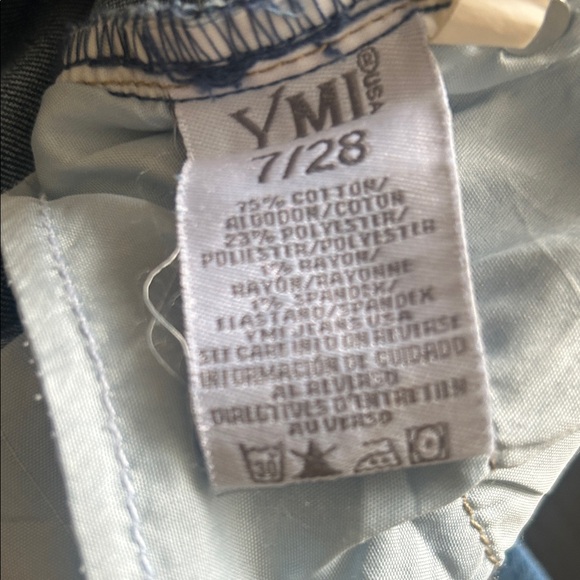 YMI® USA
7/28
75% COTTON/
ALGODON/COTON
23% POLYESTER/
POLIESTER/POLYESTER
1% RAYON/
RAYON/RAYONNE
1% SPANDEX/
ELASTANO/SPANDEX
YMI JEANS USA
SEE CARE INFO ON REVERSE
INFORMACION DE CUIDADO
AL REVERSO
DIRECTIVES D'ENTRETIEN
AU VERSO
30